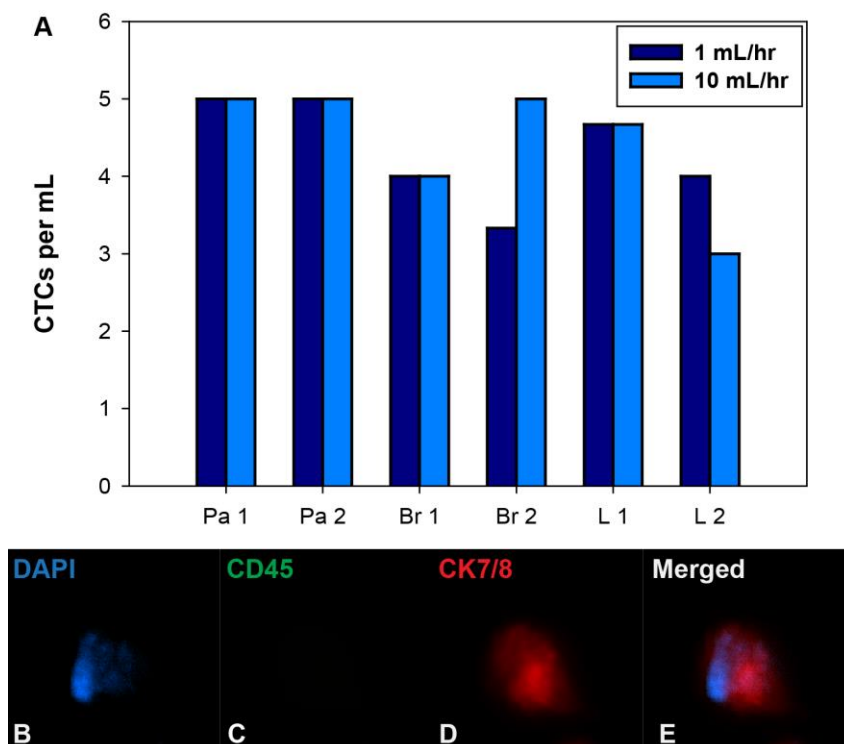 A
1 mL/hr
10 mL/hr
CTCs per mL
6
5
4
3
2
1
0
Pa 1 Pa 2 Br 1 Br 2 L 1 L 2
DAPI CD45 CK7/8 Merged
B C D E